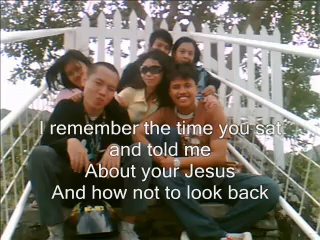 I remember the time you sat
and told me
About your Jesus
And how not to look back